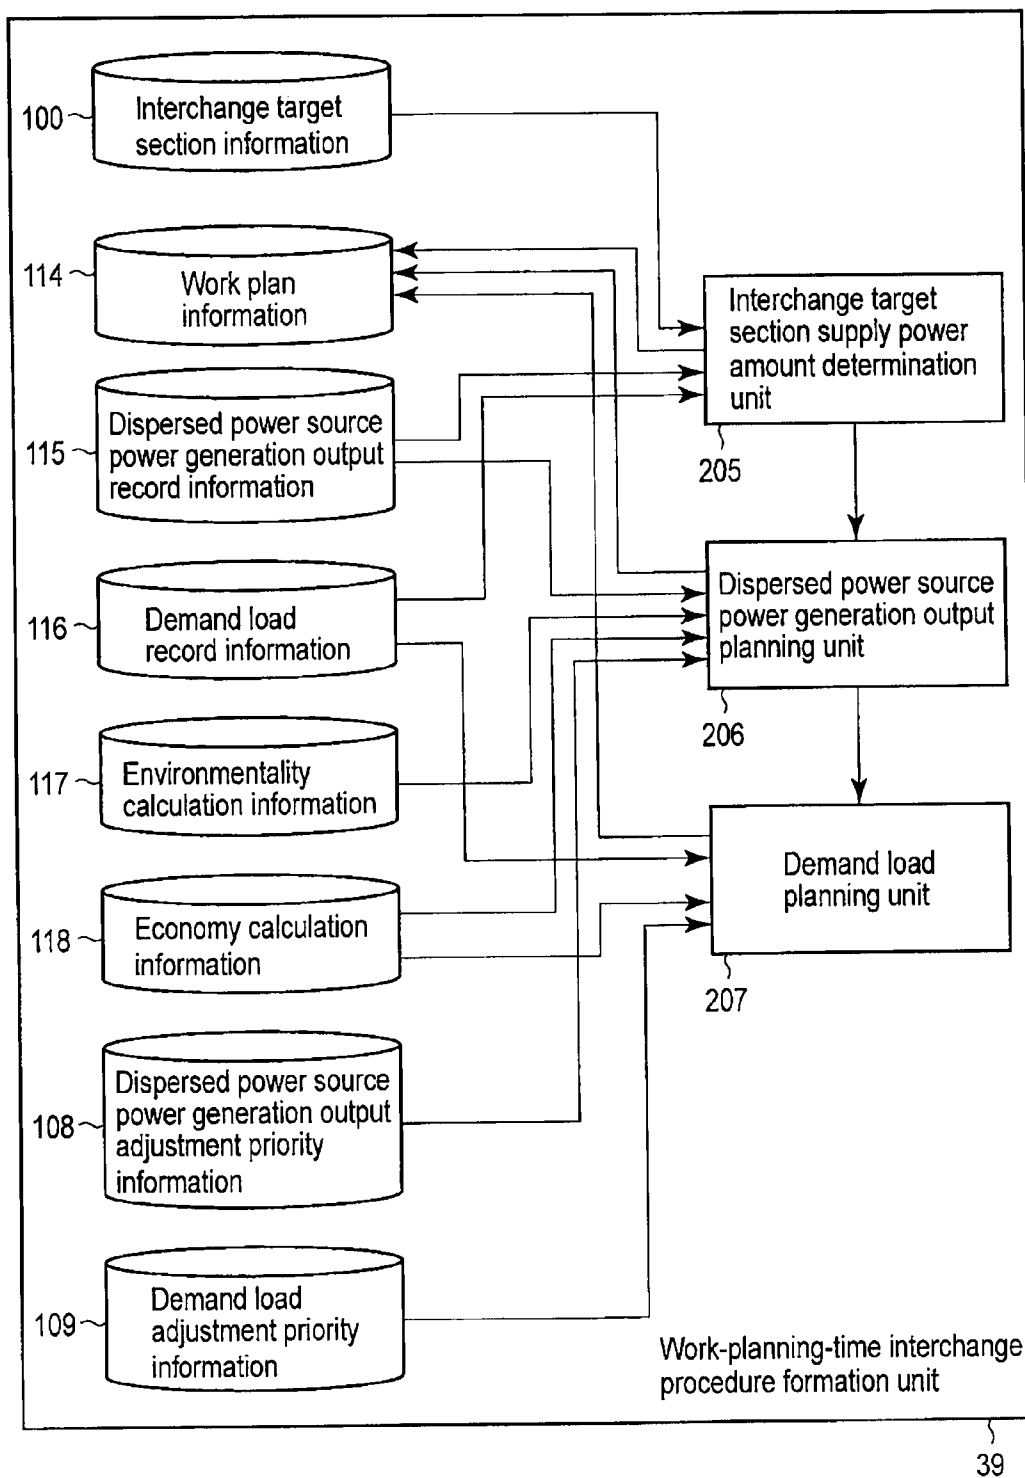 100
Interchange target
section information
114
Work plan
information
115
Dispersed power source
power generation output
record information
116
Demand load
record information
117
Environmentality
calculation information
118
Economy calculation
information
108
Dispersed power source
power generation output
adjustment priority
information
109
Demand load
adjustment priority
information
Interchange target
section supply power
amount determination
unit
205
Dispersed power source
power generation output
planning unit
206
Demand load
planning unit
207
Work-planning-time interchange
procedure formation unit
39